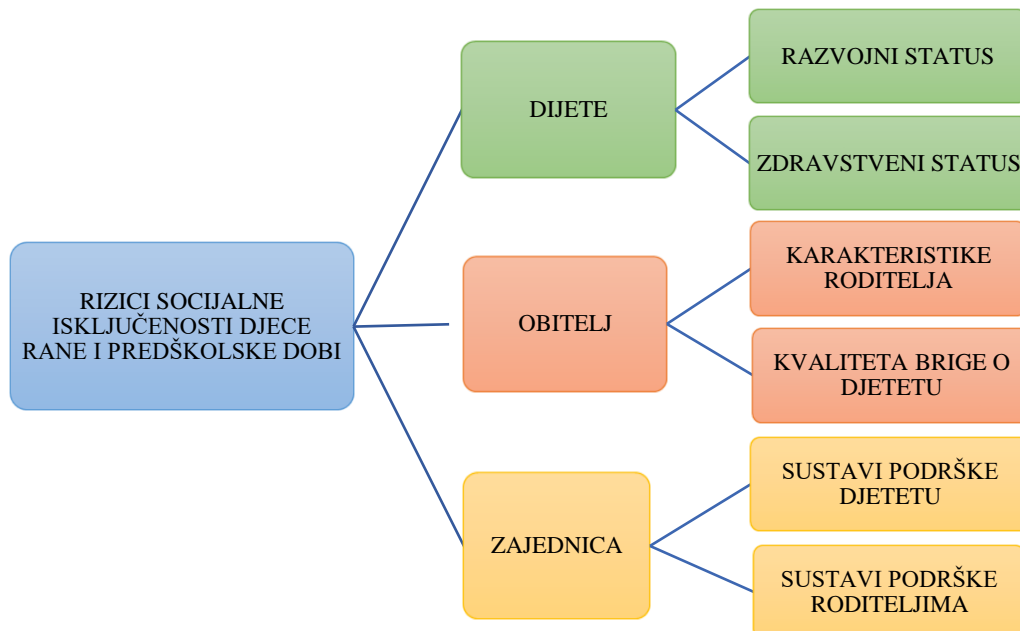 RIZICI SOCIJALNE
ISKLJUČENOSTI DJECE
RANE I PREDŠKOLSKE DOBI
DIJETE
RAZVOJNI STATUS
ZDRAVSTVENI STATUS
OBITELJ
KARAKTERISTIKE
RODITELJA
KVALITETA BRIGE O
DJETETU
ZAJEDNICA
SUSTAVI PODRŠKE
DJETETU
SUSTAVI PODRŠKE
RODITELJIMA